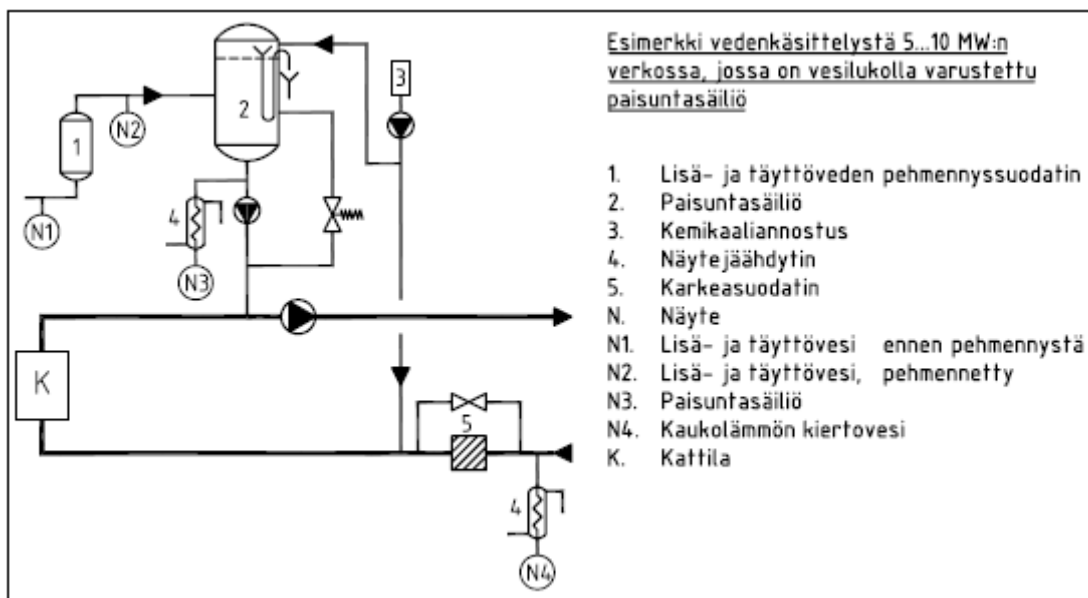 Esimerkki vedenkäsittelystä 5...10 MW:n
verkossa, jossa on vesilukolla varustettu
paisuntasäiliö
1. Lisä- ja täyttöveden pehmennyssuodatin
2. Paisuntasäiliö
3. Kemikaaliannostus
4. Näytejäähdytin
5. Karkeasuodatin
N. Näyte
N1. Lisä- ja täyttövesi ennen pehmennystä
N2. Lisä- ja täyttövesi, pehmennetty
N3. Paisuntasäiliö
N4. Kaukolämmön kiertovesi
K. Kattila
3
2
N2
1
4
N1
N3
K
5
4
N4